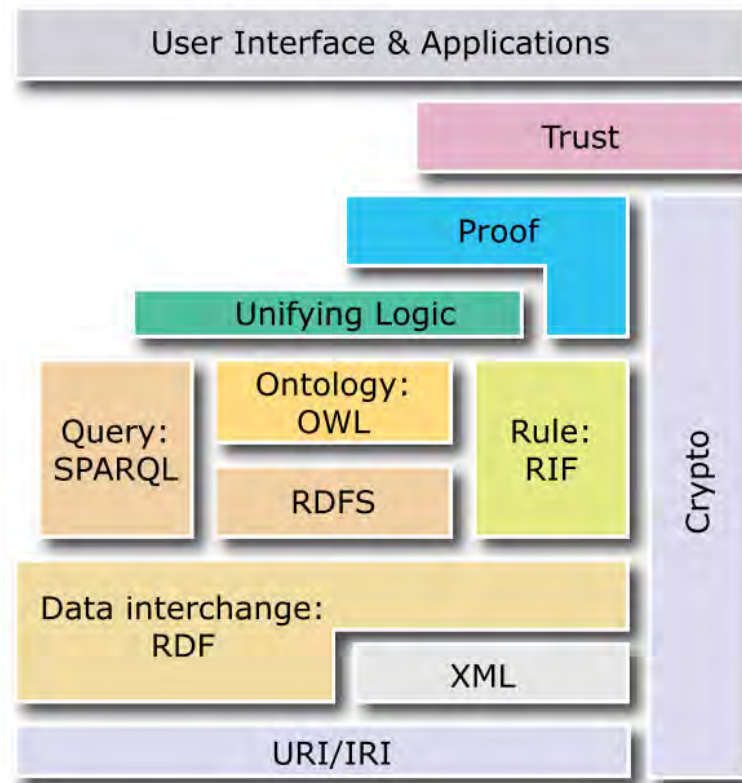 User Interface & Applications
Trust
Proof
Unifying Logic
Query:
SPARQL
Ontology:
OWL
RDFS
Rule:
RIF
Crypto
Data interchange:
RDF
XML
URI/IRI